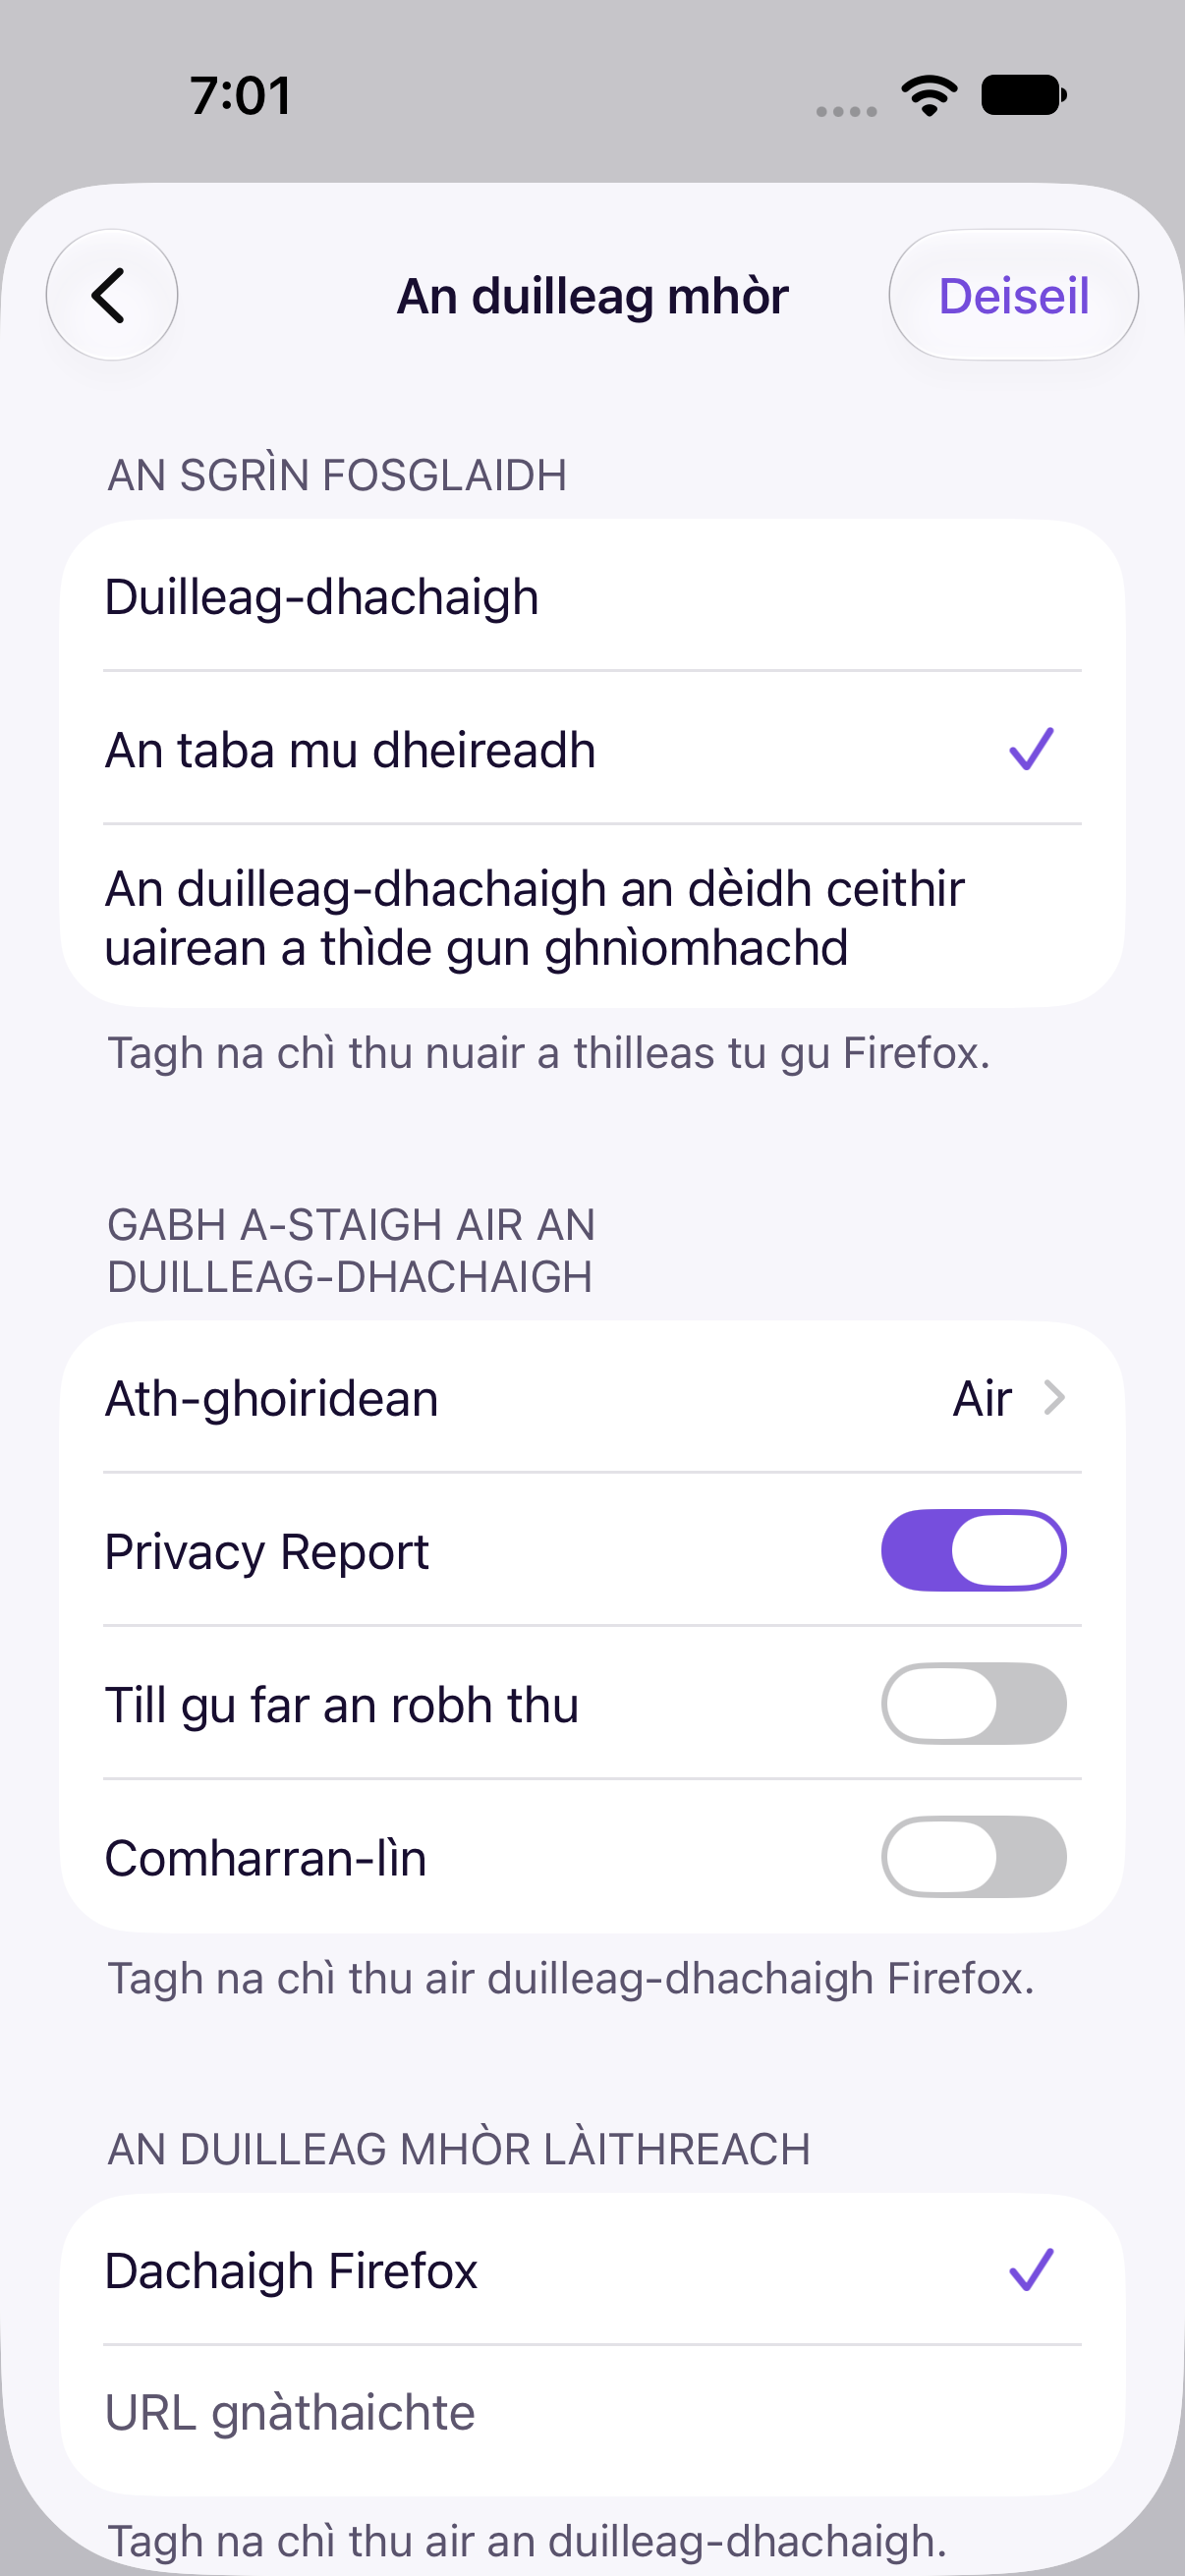 7:01
An duilleag mhòr
Deiseil
AN SGRÌN FOSGLAIDH
Duilleag-dhachaigh
An taba mu dheireadh
An duilleag-dhachaigh an dèidh ceithir
uairean a thìde gun ghnìomhachd
Tagh na chì thu nuair a thilleas tu gu Firefox.
GABH A-STAIGH AIR AN
DUILLEAG-DHACHAIGH
Ath-ghoiridean
Air
Privacy Report
Till gu far an robh thu
Comharran-lìn
Tagh na chì thu air duilleag-dhachaigh Firefox.
AN DUILLEAG MHÒR LÀITHREACH
Dachaigh Firefox
URL gnàthaichte
Tagh na chì thu air an duilleag-dhachaigh.